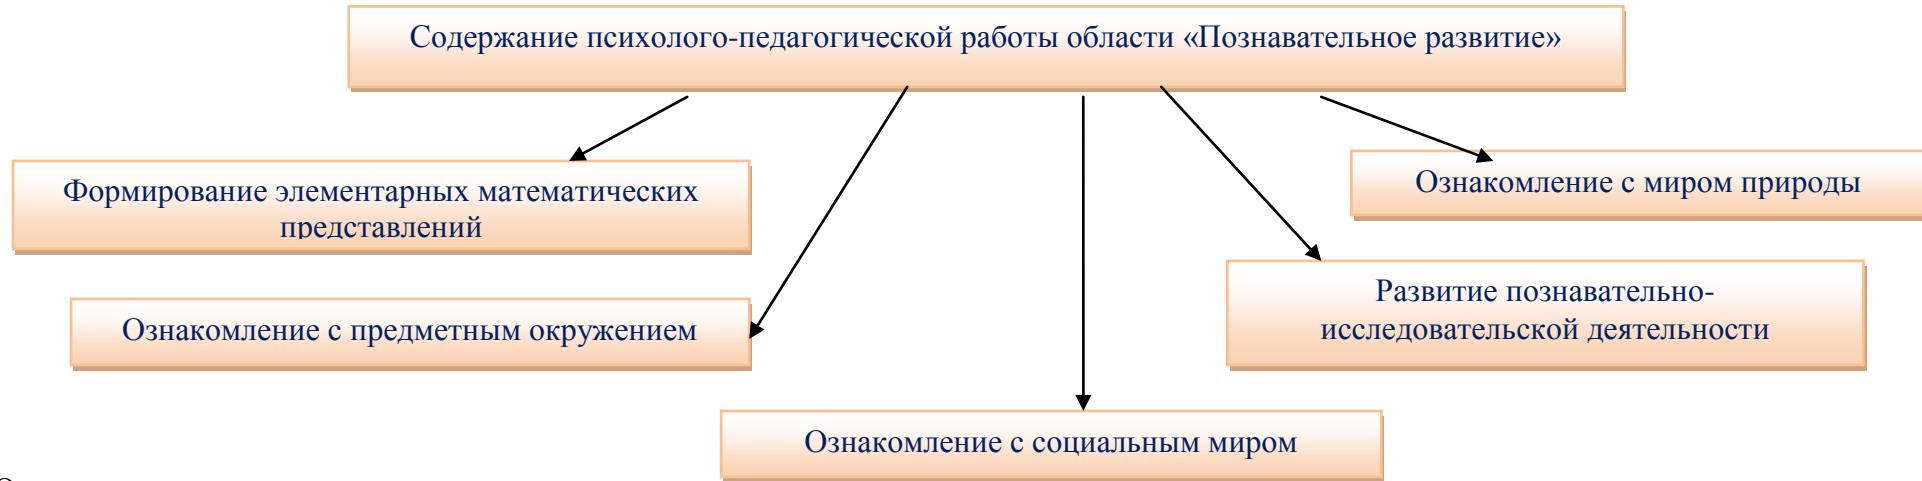 Содержание психолого-педагогической работы области «Познавательное развитие»
Формирование элементарных математических
представлений
Ознакомление с миром природы
Развитие познавательно-
исследовательской деятельности
Ознакомление с предметным окружением
Ознакомление с социальным миром